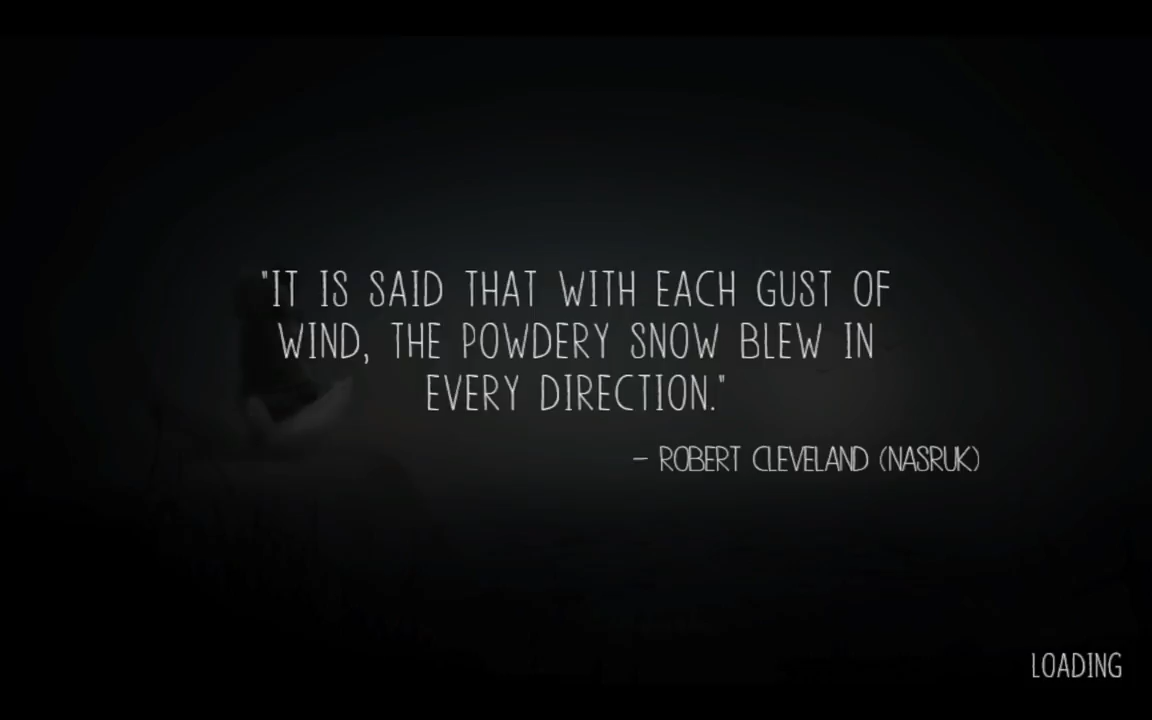 "IT IS SAID THAT WITH EACH GUST OF
WIND, THE POWDERY SNOW BLEW IN
EVERY DIRECTION."
– ROBERT CLEVELAND (NASRUK)
LOADING